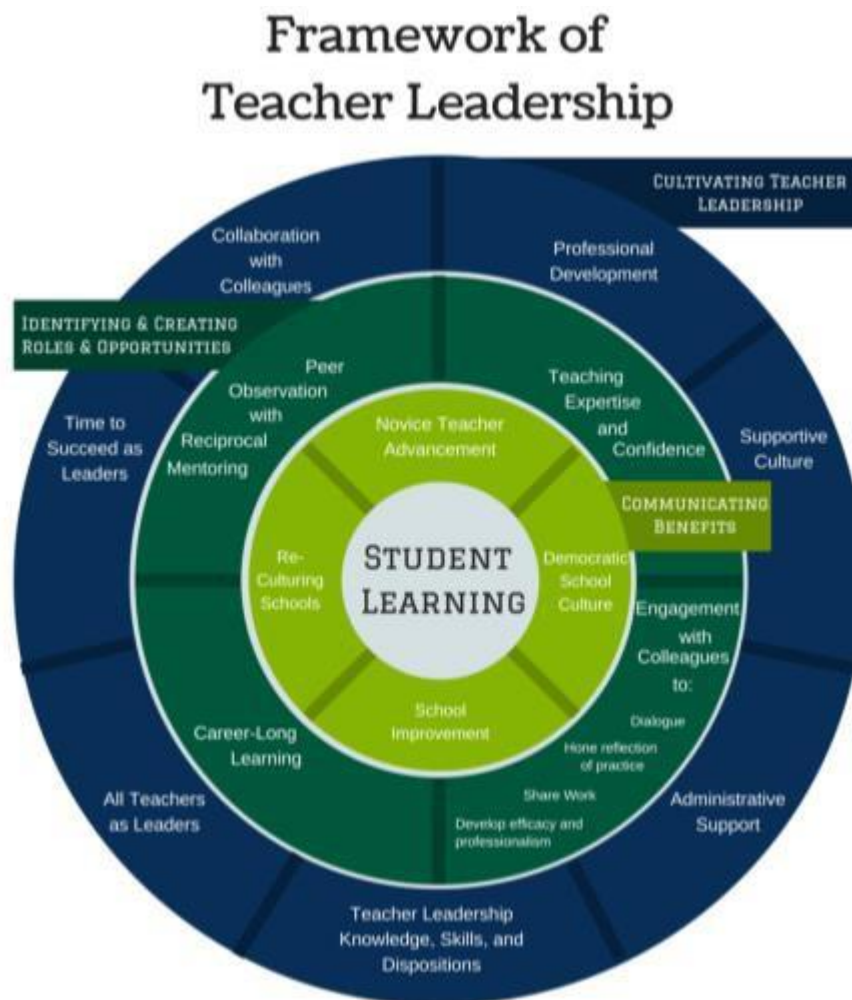 Framework of
Teacher Leadership
CULTIVATING TEACHER
LEADERSHIP
Collaboration
with
Colleagues
Professional
Development
IDENTIFYING & CREATING
ROLES & OPPORTUNITIES
Peer
Observation
with
Reciprocal
Mentoring
Teaching
Expertise
and
Confidence
Time to
Succeed as
Leaders
Novice Teacher
Advancement
Supportive
Culture
COMMUNICATING
BENEFITS
STUDENT
LEARNING
Re-
Culturing
Schools
Democratic
School
Culture
Engagement
with
Colleagues
to:
Dialogue
Hone reflection
of practice
Share Work
Develop efficacy and
professionalism
School
Improvement
Career-Long
Learning
All Teachers
as Leaders
Administrative
Support
Teacher Leadership
Knowledge, Skills, and
Dispositions